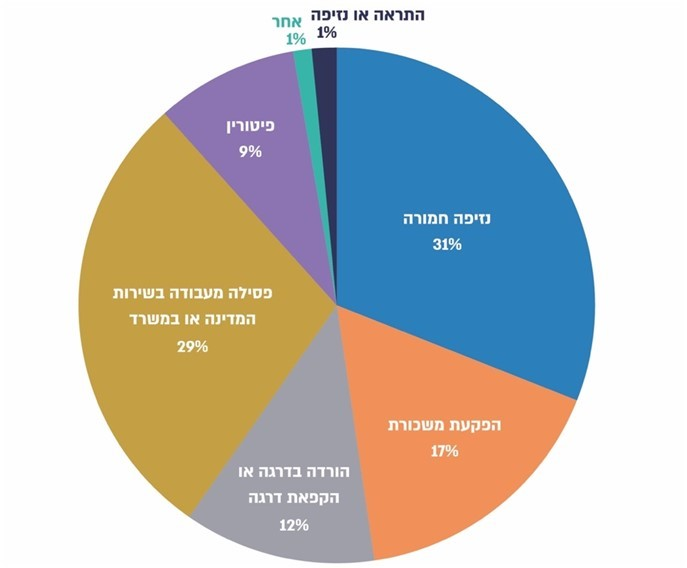 התראה או נזיפה
1%
אחר
1%
נזיפה חמורה
31%
הפקעת משכורת
17%
הורדה בדרגה או
הקפאת דרגה
12%
פסילה מעבודה בשירות
המדינה או במשרד
29%
פיטורין
9%